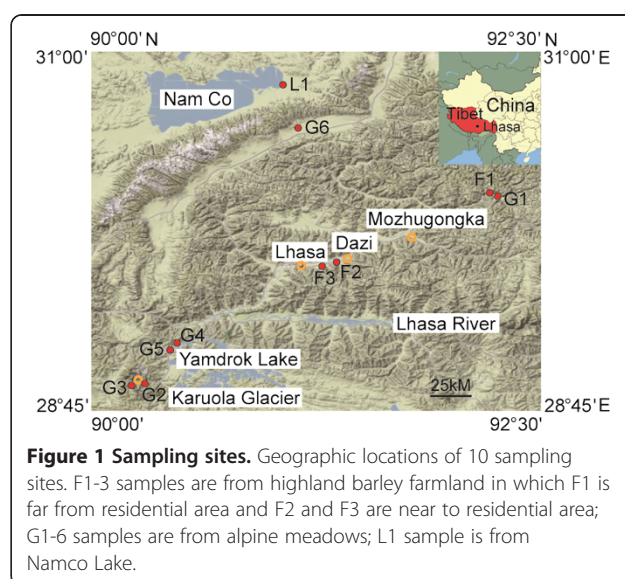 90°00' N
92°30' N
31°00'
31°00' E
L1
Nam Co
China
Tibet
Lhasa
G6
F1
G1
Mozhugongka
Dazi
Lhasa
F3
F2
Lhasa River
G4
G5
Yamdrok Lake
G3
G2
Karuola Glacier
25kM
28°45'
28°45' E
90°00'
92°30'
Figure 1 Sampling sites. Geographic locations of 10 sampling
sites. F1-3 samples are from highland barley farmland in which F1 is
far from residential area and F2 and F3 are near to residential area;
G1-6 samples are from alpine meadows; L1 sample is from
Namco Lake.